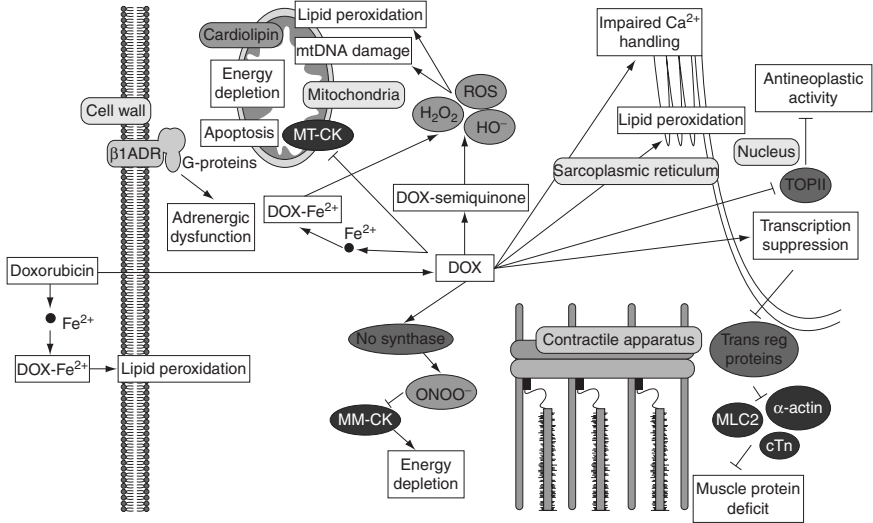 Lipid peroxidation
Impaired Ca²⁺
handling
Cardiolipin
mtDNA damage
Energy
depletion
Mitochondria
ROS
H₂O₂
HO⁻
Antineoplastic
activity
Cell wall
Apoptosis
MT-CK
Lipid peroxidation
Nucleus
β1ADR
G-proteins
Sarcoplasmic reticulum
TOPII
DOX-semiquinone
DOX-Fe²⁺
Adrenergic
dysfunction
Fe²⁺
Transcription
suppression
Doxorubicin
DOX
Fe²⁺
No synthase
Contractile apparatus
Trans reg
proteins
DOX-Fe²⁺
Lipid peroxidation
ONOO⁻
MM-CK
MLC2
α-actin
cTn
Energy
depletion
Muscle protein
deficit